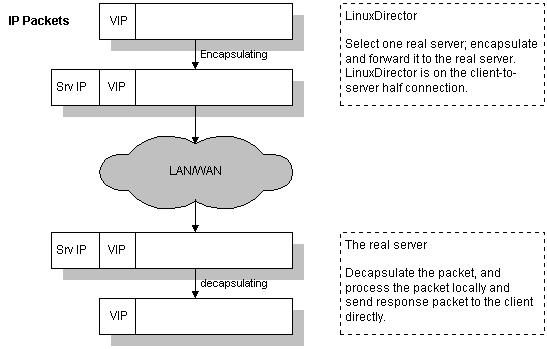 IP Packets
VIP
Encapsulating
Srv IP
VIP
LAN/WAN
Srv IP
VIP
decapsulating
VIP
LinuxDirector
Select one real server; encapsulate
and forward it to the real server.
LinuxDirector is on the client-to-
server half connection.
The real server
Decapsulate the packet, and
process the packet locally and
send response packet to the client
directly.